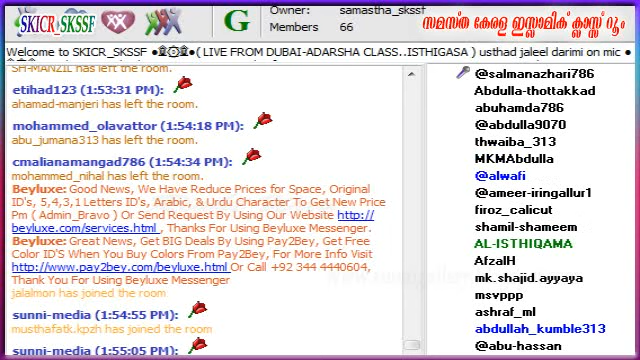 SKICR_SKSSF
G
Owner: samastha_skssf
Members 66
സമസ്ത കേരള ഇസ്ലാമിക് ക്ലാസ്സ് റൂം
Welcome to SKICR_SKSSF ●۩۞۩●( LIVE FROM DUBAI-ADARSHA CLASS..ISTHIGASA ) usthad jaleel darimi on mic ●
SH-MANZIL has left the room.
etihad123 (1:53:31 PM):
ahamad-manjeri has left the room.
mohammed_olavattor (1:54:18 PM):
abu_jumana313 has left the room.
cmalianamangad786 (1:54:34 PM):
mohammed_nihal has left the room.
Beyluxe: Good News, We Have Reduce Prices for Space, Original
ID's, 5,4,3,1 Letters ID's, Arabic, & Urdu Character To Get New Price
Pm ( Admin_Bravo ) Or Send Request By Using Our Website http://
beyluxe.com/services.html , Thanks For Using Beyluxe Messenger.
Beyluxe: Great News, Get BIG Deals By Using Pay2Bey, Get Free
Color ID'S When You Buy Colors From Pay2Bey, For More Info Visit
http://www.pay2bey.com/beyluxe.html Or Call +92 344 4440604,
Thank You For Using Beyluxe Messenger
jalalmon has joined the room
sunni-media (1:54:55 PM):
musthafatk.kpzh has joined the room
sunni-media (1:55:05 PM):
@salmanazhari786
Abdulla-thottakkad
abuhamda786
@abdulla9070
thwaiba_313
MKMAbdulla
@alwafi
@ameer-iringallur1
firoz_calicut
shamil-shameem
AL-ISTHIQAMA
AfzalH
mk.shajid.ayyaya
msvppp
ashraf_ml
abdullah_kumble313
@abu-hassan